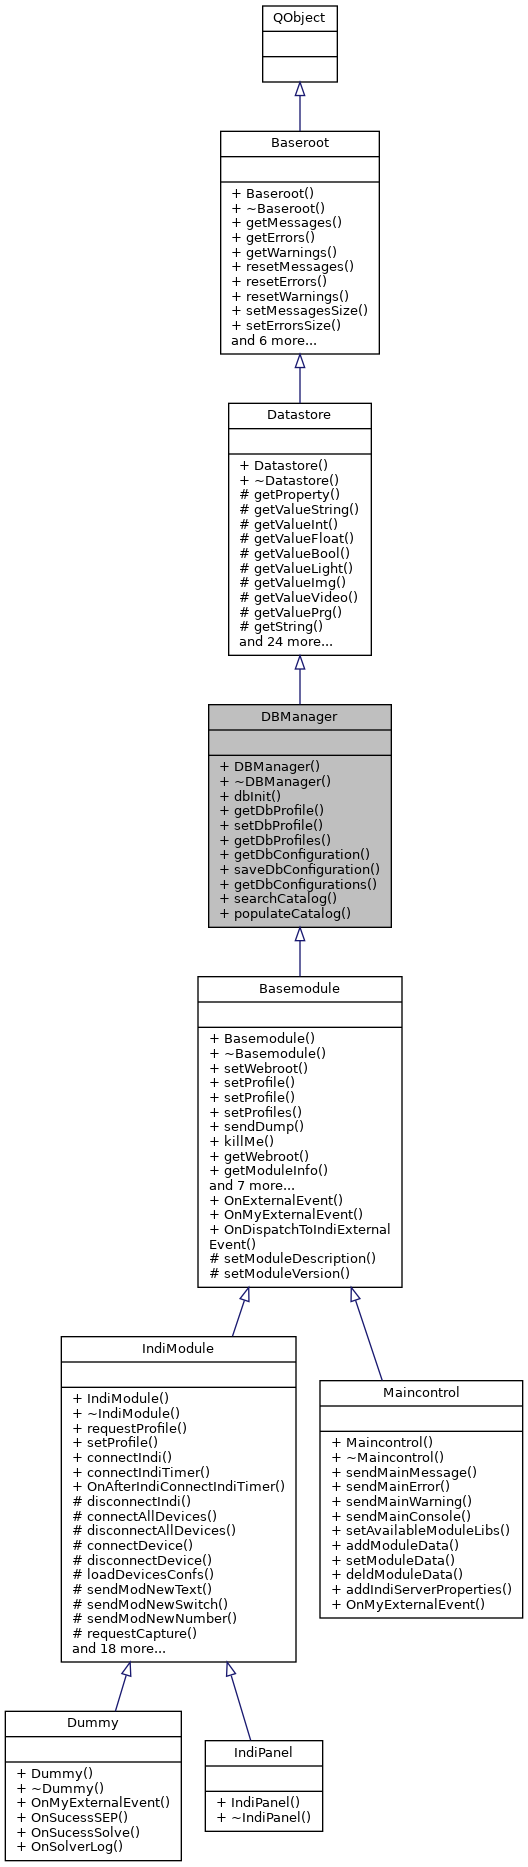 QObject
Baseroot
+ Baseroot()
+ ~Baseroot()
+ getMessages()
+ getErrors()
+ getWarnings()
+ resetMessages()
+ resetErrors()
+ resetWarnings()
+ setMessagesSize()
+ setErrorsSize()
and 6 more...
Datastore
+ Datastore()
+ ~Datastore()
# getProperty()
# getValueString()
# getValueInt()
# getValueFloat()
# getValueBool()
# getValueLight()
# getValueImg()
# getValueVideo()
# getValuePrg()
# getString()
and 24 more...
DBManager
+ DBManager()
+ ~DBManager()
+ dbInit()
+ getDbProfile()
+ setDbProfile()
+ getDbProfiles()
+ getDbConfiguration()
+ saveDbConfiguration()
+ getDbConfigurations()
+ searchCatalog()
+ populateCatalog()
Basemodule
+ Basemodule()
+ ~Basemodule()
+ setWebroot()
+ setProfile()
+ setProfile()
+ setProfiles()
+ sendDump()
+ killMe()
+ getWebroot()
+ getModuleInfo()
and 7 more...
+ OnExternalEvent()
+ OnMyExternalEvent()
+ OnDispatchToIndiExternal
Event()
# setModuleDescription()
# setModuleVersion()
IndiModule
+ IndiModule()
+ ~IndiModule()
+ requestProfile()
+ setProfile()
+ connectIndi()
+ connectIndiTimer()
+ OnAfterIndiConnectIndiTimer()
# disconnectIndi()
# connectAllDevices()
# disconnectAllDevices()
# connectDevice()
# disconnectDevice()
# loadDevicesConfs()
# sendModNewText()
# sendModNewSwitch()
# sendModNewNumber()
# requestCapture()
and 18 more...
Maincontrol
+ Maincontrol()
+ ~Maincontrol()
+ sendMainMessage()
+ sendMainError()
+ sendMainWarning()
+ sendMainConsole()
+ setAvailableModuleLibs()
+ addModuleData()
+ setModuleData()
+ deldModuleData()
+ addIndiServerProperties()
+ OnMyExternalEvent()
Dummy
+ Dummy()
+ ~Dummy()
+ OnMyExternalEvent()
+ OnSucessSEP()
+ OnSucessSolve()
+ OnSolverLog()
IndiPanel
+ IndiPanel()
+ ~IndiPanel()